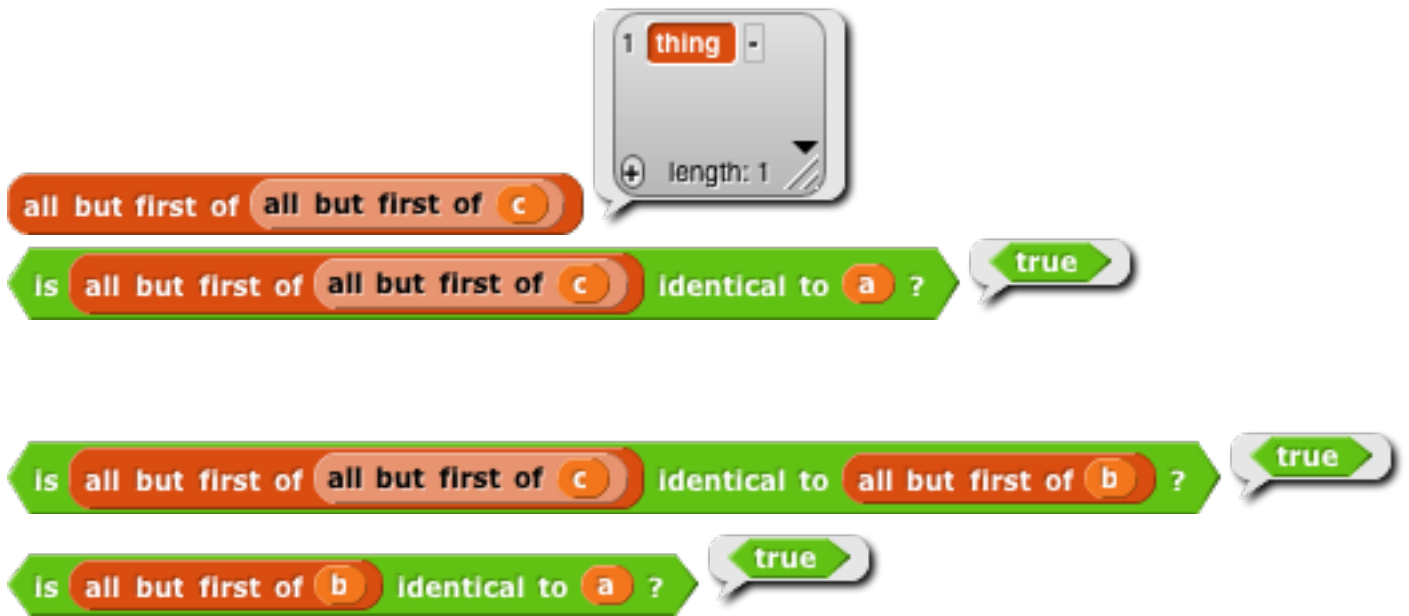 1 thing -
+ length: 1
all but first of all but first of c
is all but first of all but first of c identical to a ? true
is all but first of all but first of c identical to all but first of b ? true
is all but first of b identical to a ? true